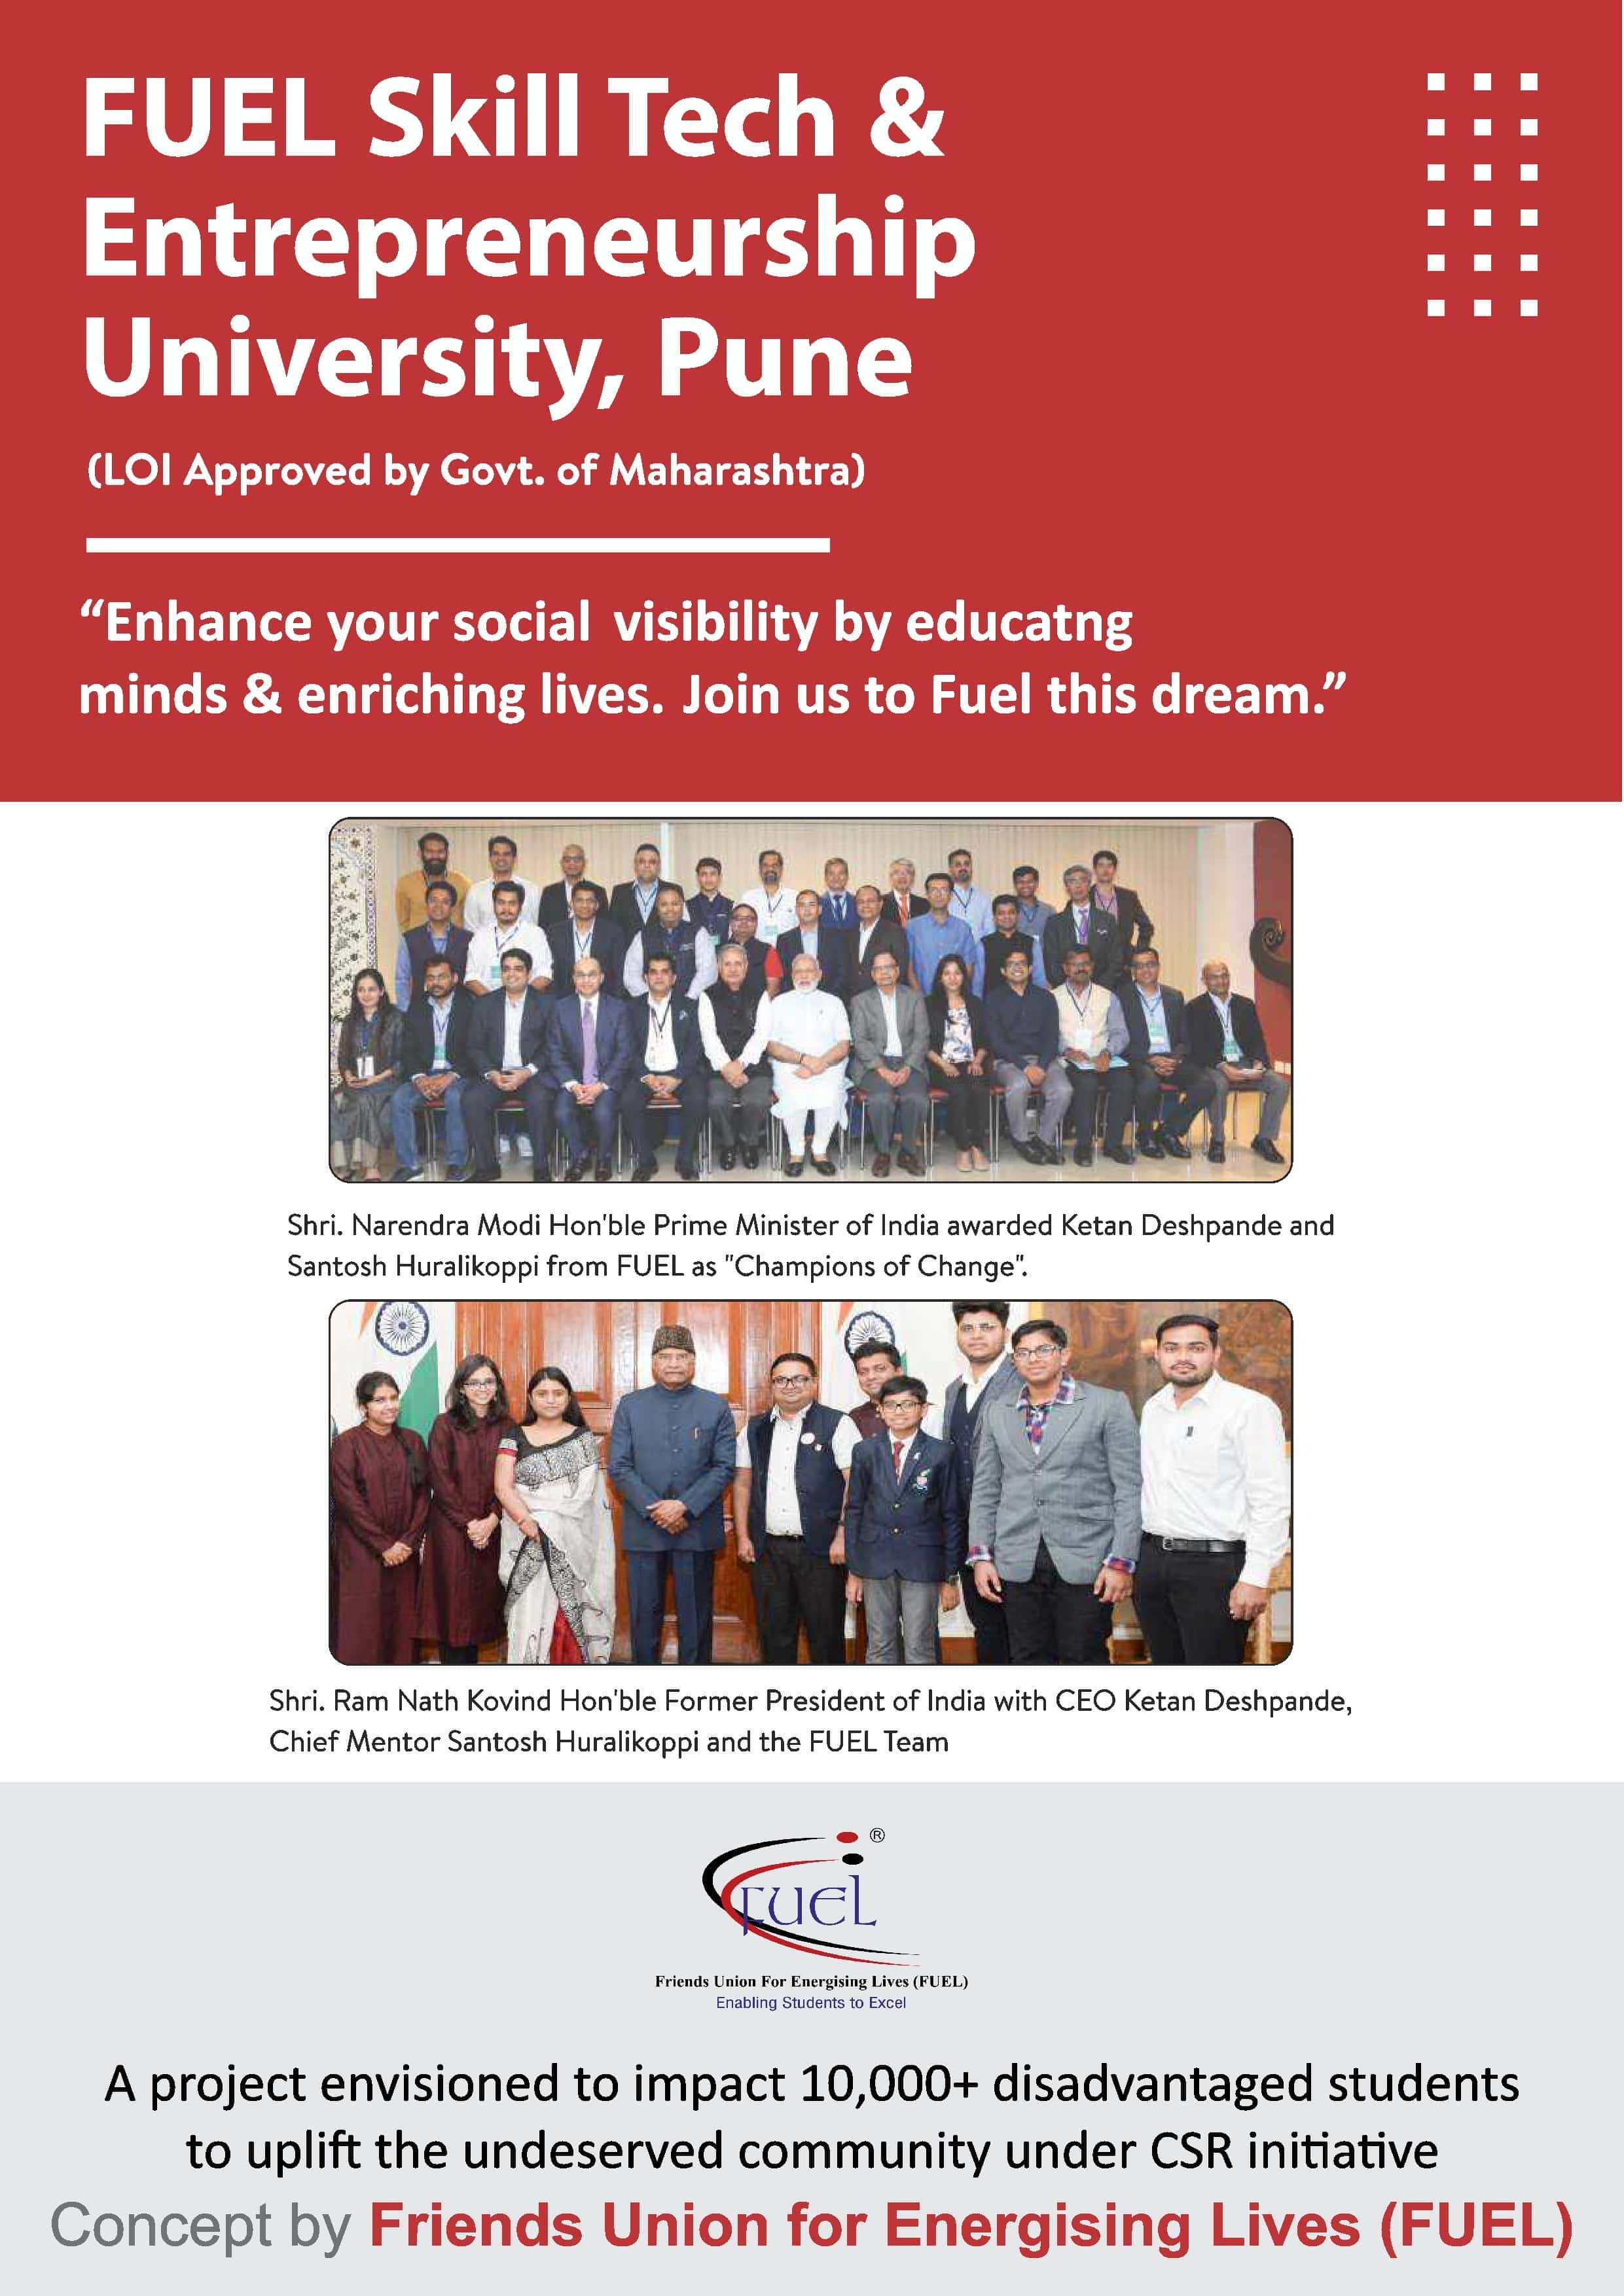 FUEL Skill Tech &
Entrepreneurship
University, Pune
(LOI Approved by Govt. of Maharashtra)
“Enhance your social visibility by educatng
minds & enriching lives. Join us to Fuel this dream.”
Shri. Narendra Modi Hon'ble Prime Minister of India awarded Ketan Deshpande and
Santosh Huralikoppi from FUEL as "Champions of Change".
Shri. Ram Nath Kovind Hon'ble Former President of India with CEO Ketan Deshpande,
Chief Mentor Santosh Huralikoppi and the FUEL Team
®
FUEL
Friends Union For Energising Lives (FUEL)
Enabling Students to Excel
A project envisioned to impact 10,000+ disadvantaged students
to uplift the undeserved community under CSR initiative
Concept by Friends Union for Energising Lives (FUEL)